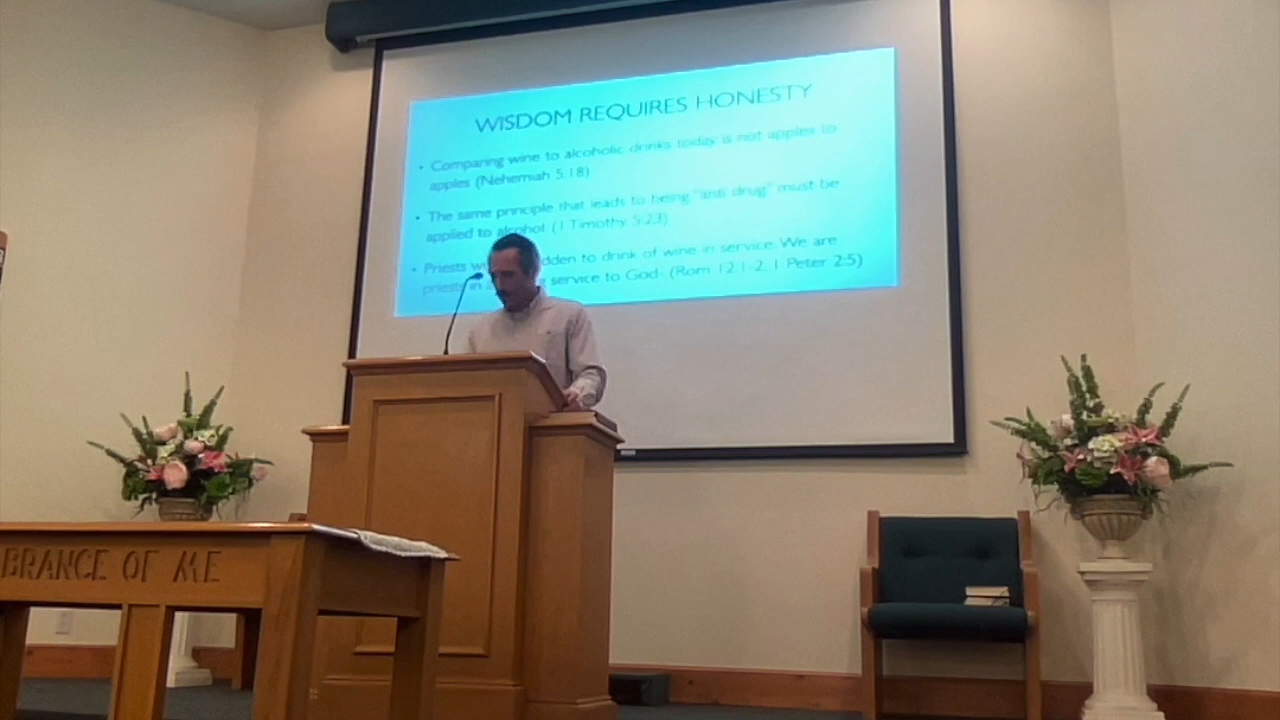 WISDOM REQUIRES HONESTY
• Comparing wine to alcoholic drinks today is not apples to
apples (Nehemiah 5:18)
• The same principle that leads to being "anti drug" must be
applied to alcohol. (1 Timothy 5:23)
• Priests dden to drink of wine in service. We are
priests in service to God- (Rom 12:1-2, 1 Peter 2:5)
BRANCE OF ME